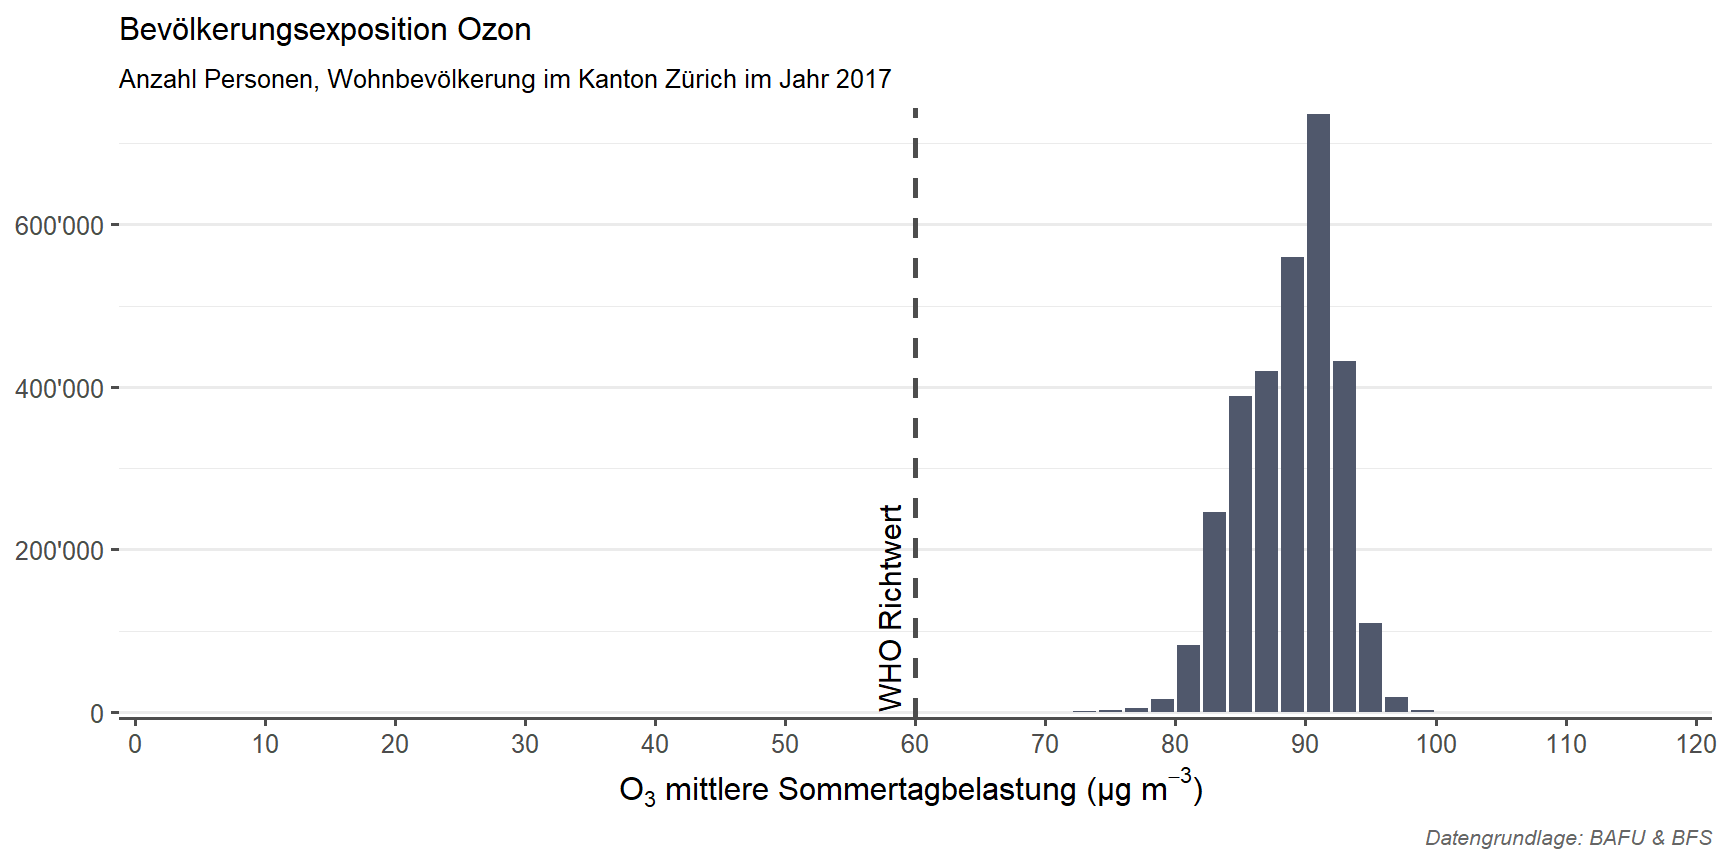 Bevölkerungsexposition Ozon
Anzahl Personen, Wohnbevölkerung im Kanton Zürich im Jahr 2017
600'000
400'000
200'000
0
WHO Richtwert
0 10 20 30 40 50 60 70 80 90 100 110 120
O₃ mittlere Sommertagbelastung (µg m⁻³)
Datengrundlage: BAFU & BFS